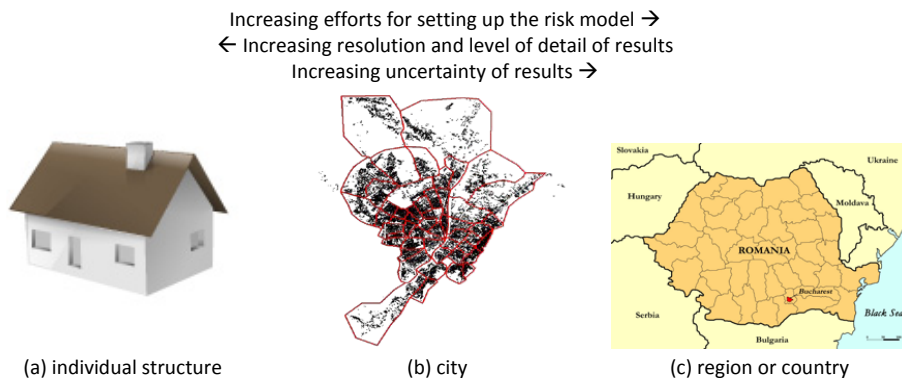 Increasing efforts for setting up the risk model →
← Increasing resolution and level of detail of results
Increasing uncertainty of results →
Slovakia
Ukraine
Hungary
Moldava
ROMANIA
Bucharest
Black Sea
Serbia
Bulgaria
(a) individual structure
(b) city
(c) region or country